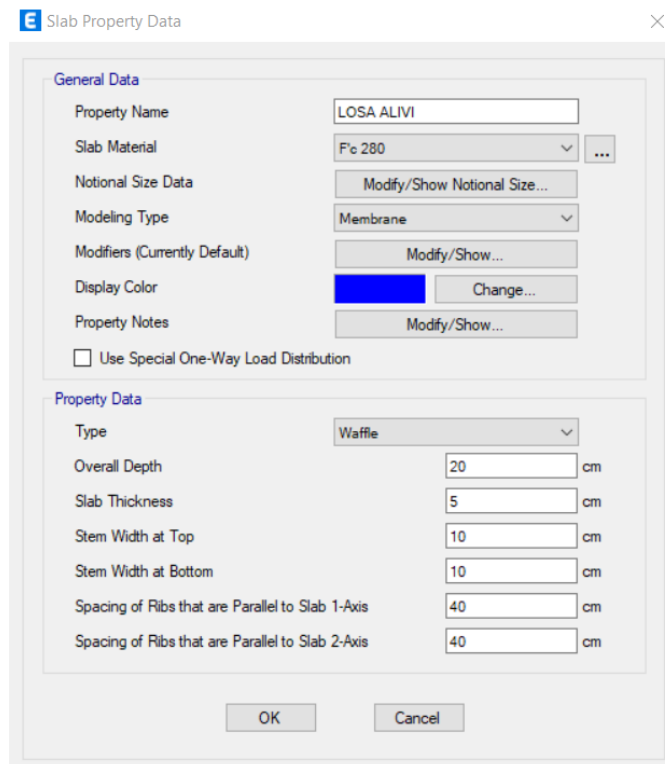 E Slab Property Data
General Data
Property Name LOSA ALIVI
Slab Material F'c 280 ...
Notional Size Data Modify/Show Notional Size...
Modeling Type Membrane
Modifiers (Currently Default) Modify/Show...
Display Color Change...
Property Notes Modify/Show...
Use Special One-Way Load Distribution
Property Data
Type Waffle
Overall Depth 20 cm
Slab Thickness 5 cm
Stem Width at Top 10 cm
Stem Width at Bottom 10 cm
Spacing of Ribs that are Parallel to Slab 1-Axis 40 cm
Spacing of Ribs that are Parallel to Slab 2-Axis 40 cm
OK Cancel